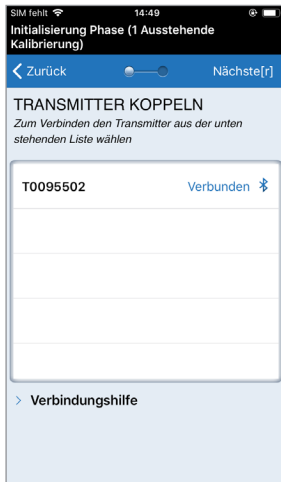 SIM fehlt 14:49
Initialisierung Phase (1 Ausstehende
Kalibrierung)
Zurück Nächste[r]
TRANSMITTER KOPPELN
Zum Verbinden den Transmitter aus der unten
stehenden Liste wählen
T0095502 Verbunden
Verbindungshilfe